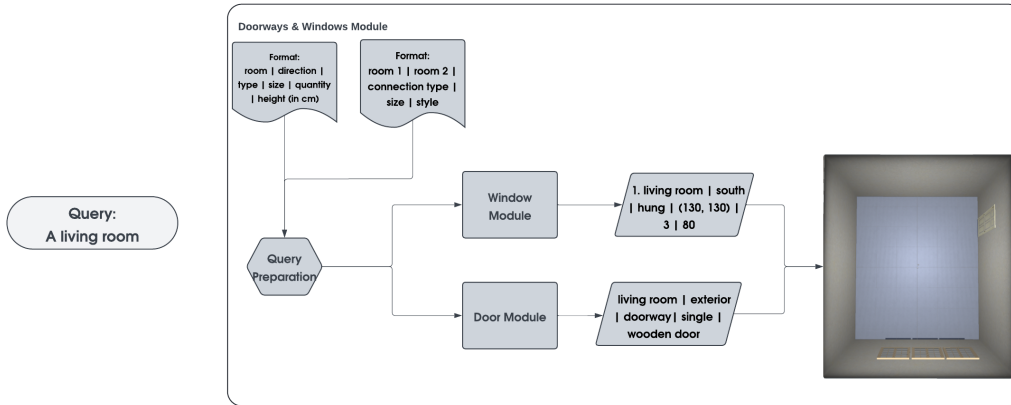 Doorways & Windows Module
Format:
room | direction |
type | size | quantity
| height (in cm)
Format:
room 1 | room 2 |
connection type |
size | style
Query:
A living room
Query
Preparation
Window
Module
1. living room | south
| hung | (130, 130) |
3 | 80
Door Module
living room | exterior
| doorway | single |
wooden door